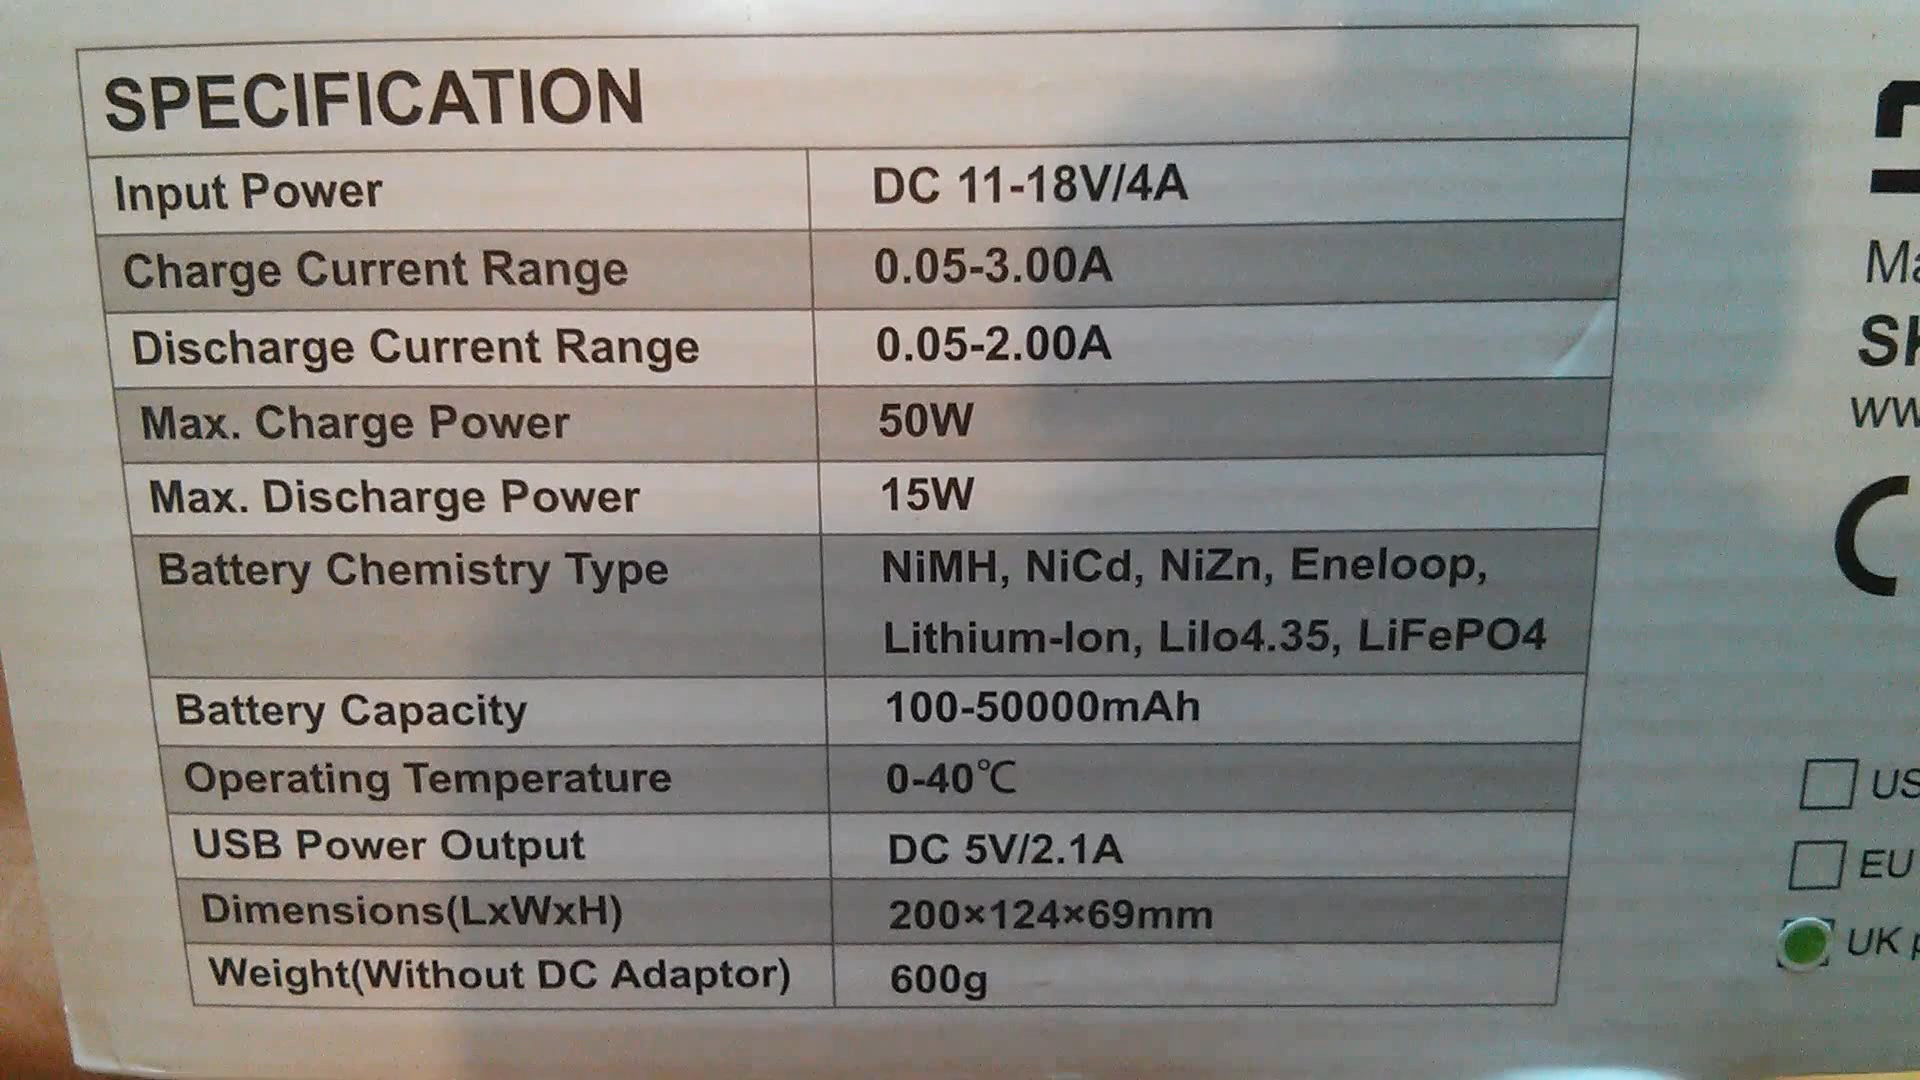 SPECIFICATION
Input Power DC 11-18V/4A
Charge Current Range 0.05-3.00A
Discharge Current Range 0.05-2.00A
Max. Charge Power 50W
Max. Discharge Power 15W
Battery Chemistry Type NiMH, NiCd, NiZn, Eneloop,
Lithium-Ion, LiIo4.35, LiFePO4
Battery Capacity 100-50000mAh
Operating Temperature 0-40℃
USB Power Output DC 5V/2.1A
Dimensions(LxWxH) 200×124×69mm
Weight(Without DC Adaptor) 600g
US
EU
UK